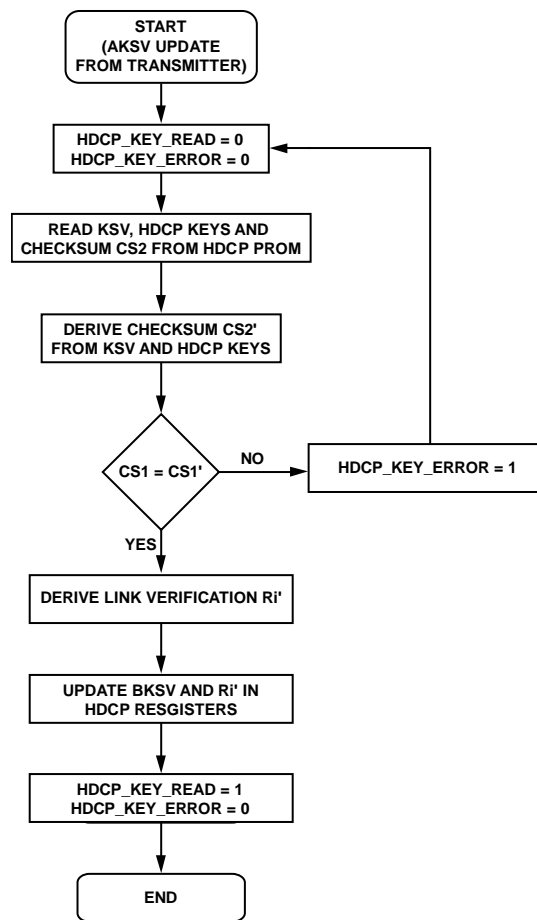 START
(AKSV UPDATE
FROM TRANSMITTER)
HDCP_KEY_READ = 0
HDCP_KEY_ERROR = 0
READ KSV, HDCP KEYS AND
CHECKSUM CS2 FROM HDCP PROM
DERIVE CHECKSUM CS2'
FROM KSV AND HDCP KEYS
CS1 = CS1'
NO
HDCP_KEY_ERROR = 1
YES
DERIVE LINK VERIFICATION Ri'
UPDATE BKSV AND Ri' IN
HDCP RESGISTERS
HDCP_KEY_READ = 1
HDCP_KEY_ERROR = 0
END